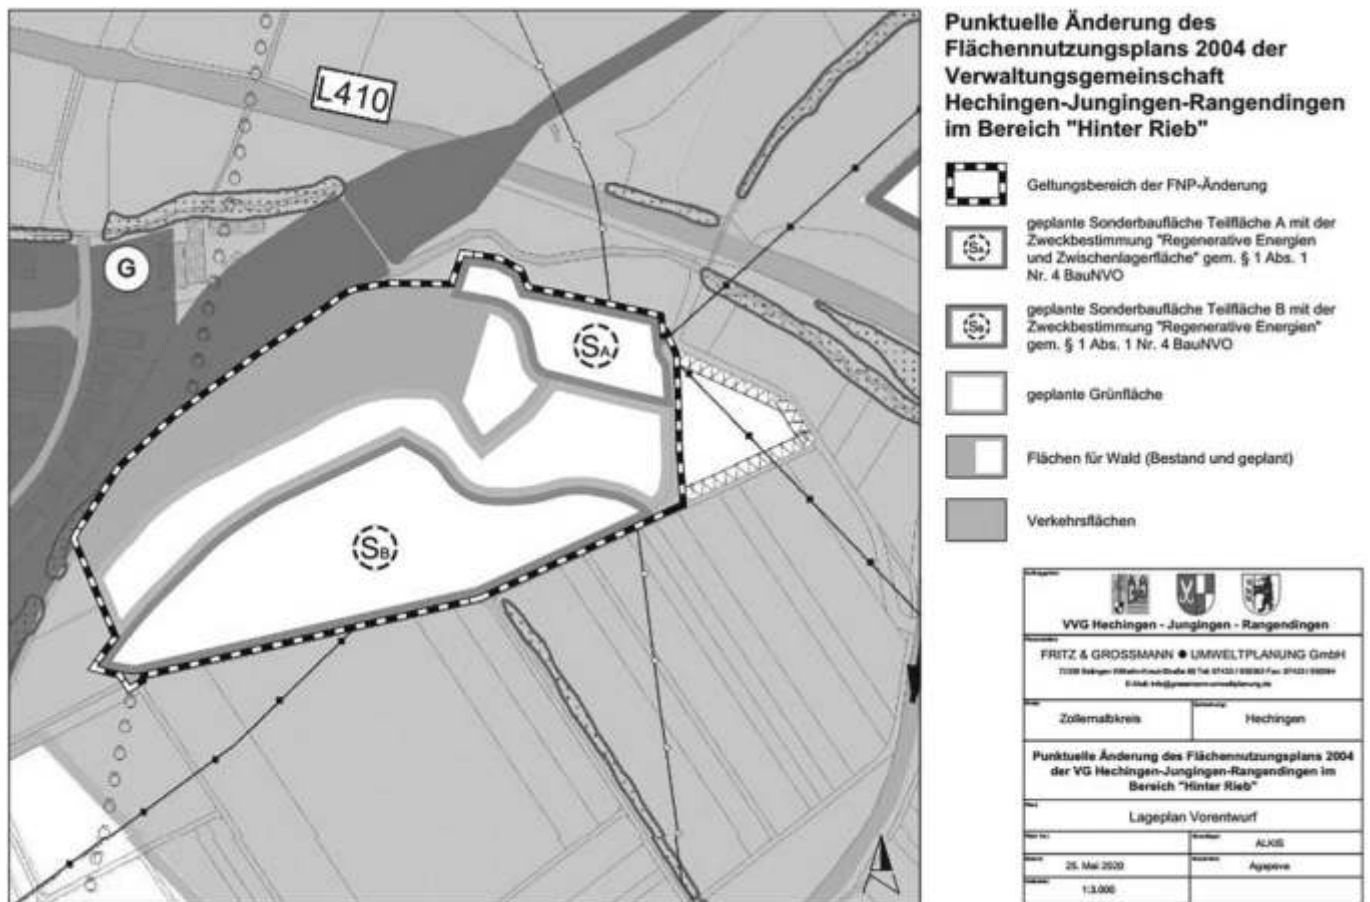 L410
G
SA
SB
Punktuelle Änderung des
Flächennutzungsplans 2004 der
Verwaltungsgemeinschaft
Hechingen-Jungingen-Rangendingen
im Bereich "Hinter Rieb"
Geltungsbereich der FNP-Änderung
SA
geplante Sonderbaufläche Teilfläche A mit der
Zweckbestimmung "Regenerative Energien
und Zwischenlagerfläche" gem. § 1 Abs. 1
Nr. 4 BauNVO
SB
geplante Sonderbaufläche Teilfläche B mit der
Zweckbestimmung "Regenerative Energien"
gem. § 1 Abs. 1 Nr. 4 BauNVO
geplante Grünfläche
Flächen für Wald (Bestand und geplant)
Verkehrsflächen
VVG Hechingen - Jungingen - Rangendingen
FRITZ & GROSSMANN ● UMWELTPLANUNG GmbH
Zollernalbkreis
Hechingen
Punktuelle Änderung des Flächennutzungsplans 2004
der VG Hechingen-Jungingen-Rangendingen im
Bereich "Hinter Rieb"
Lageplan Vorentwurf
ALKIS
25. Mai 2020
Agapova
1:3.000